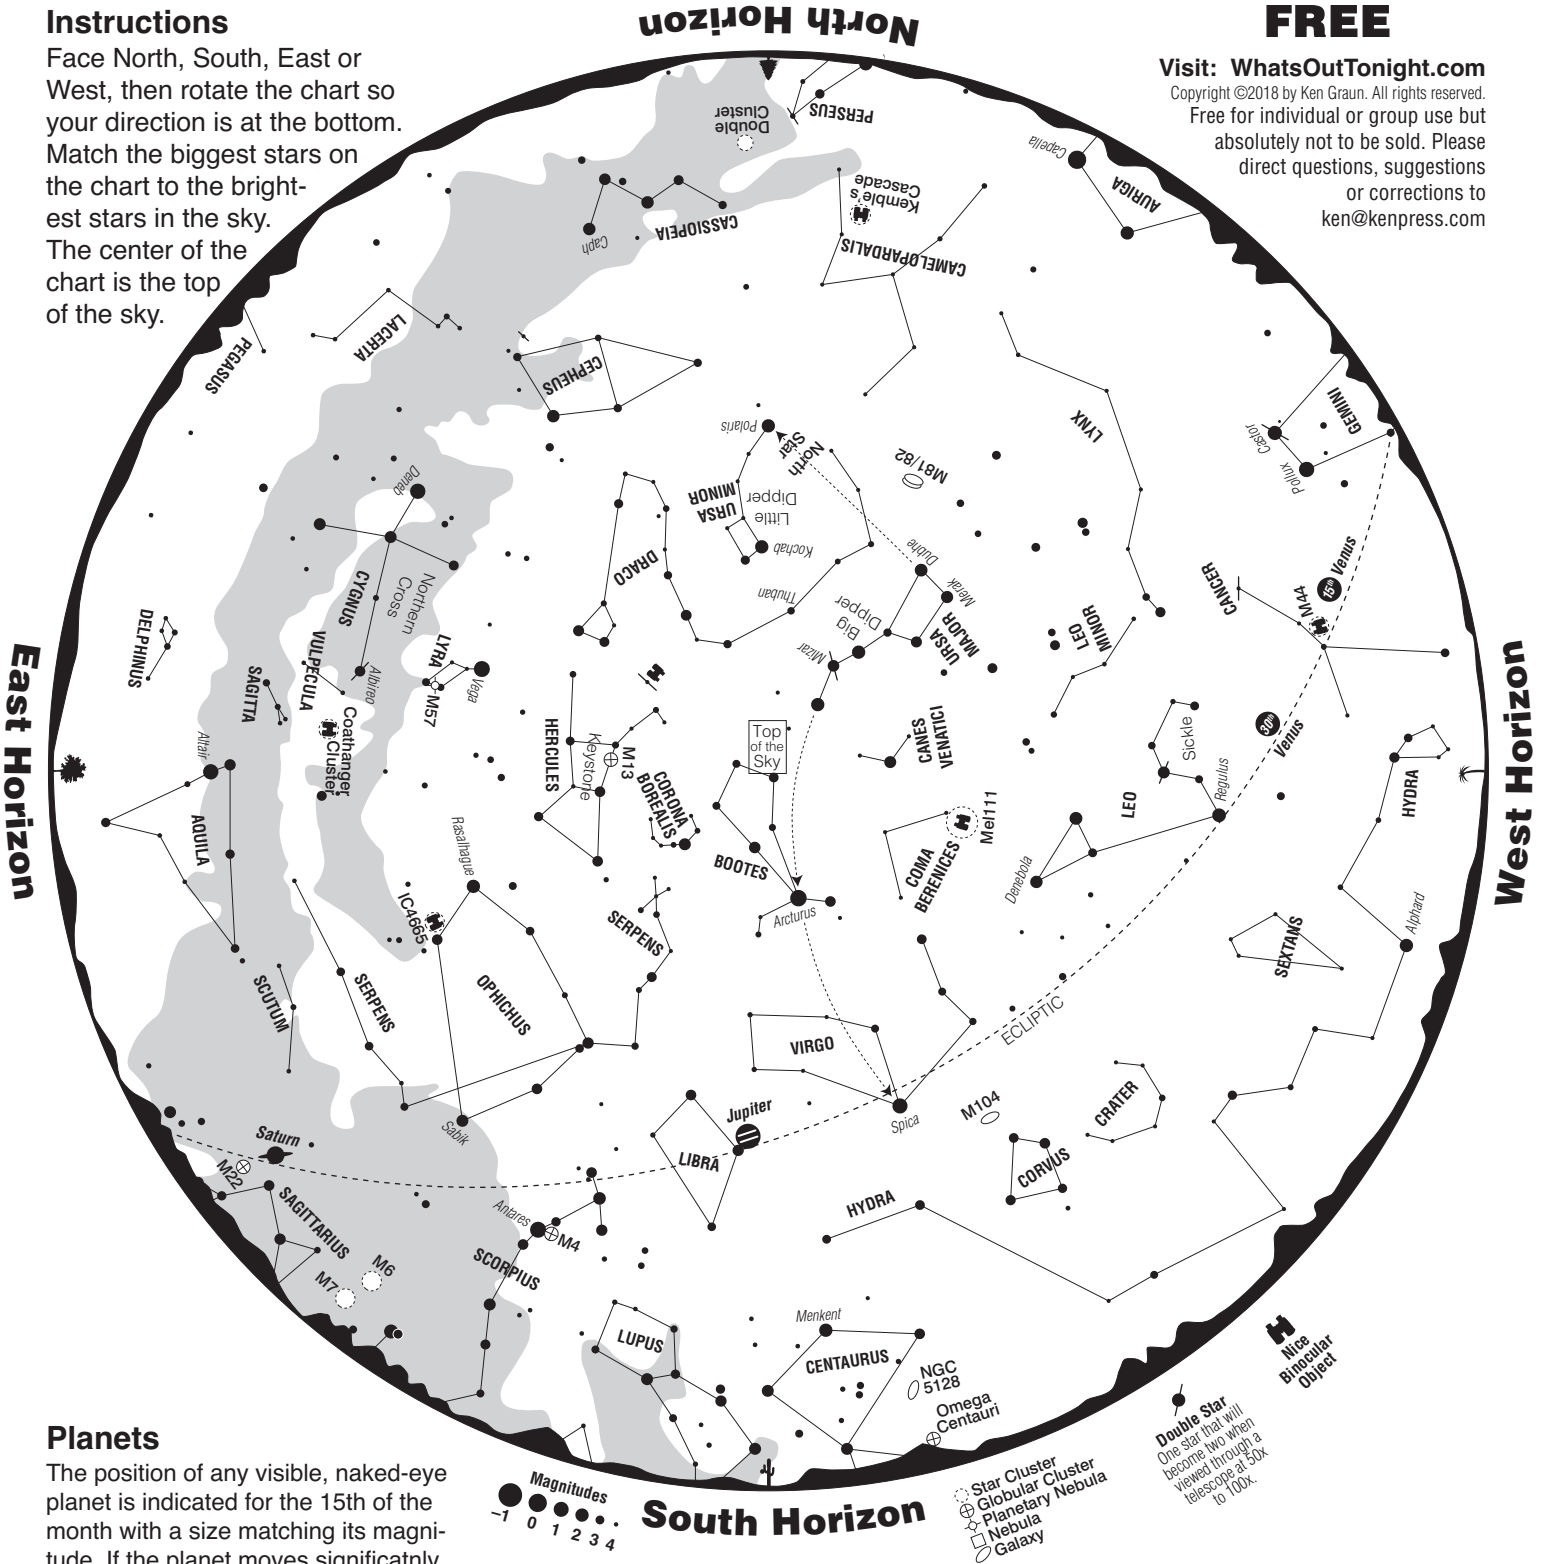 Instructions
Face North, South, East or
West, then rotate the chart so
your direction is at the bottom.
Match the biggest stars on
the chart to the bright-
est stars in the sky.
The center of the
chart is the top
of the sky.
North Horizon
FREE
Visit: WhatsOutTonight.com
Copyright ©2018 by Ken Graun. All rights reserved.
Free for individual or group use but
absolutely not to be sold. Please
direct questions, suggestions
or corrections to
ken@kenpress.com
Double
Cluster
PERSEUS
Capella
AURIGA
Kemble's
Cascade
CASSIOPEIA
Caph
CAMELOPARDALIS
LACERTA
PEGASUS
CEPHEUS
Polaris
North
Star
LYNX
GEMINI
Castor
Pollux
M81/82
Deneb
URSA
MINOR
Little
Dipper
Kochab
DRACO
Thuban
Dubhe
Merak
Big
Dipper
URSA
MAJOR
Mizar
CYGNUS
Northern
Cross
LEO
MINOR
CANCER
M44
15th Venus
DELPHINUS
VULPECULA
SAGITTA
Albireo
LYRA
M57
Vega
Coathanger
Cluster
HERCULES
Keystone
M13
Top
of the
Sky
CANES
VENATICI
Sickle
30th
Venus
HYDRA
East Horizon
West Horizon
Altair
AQUILA
CORONA
BOREALIS
BOOTES
Arcturus
Mel111
COMA
BERENICES
LEO
Regulus
Denebola
Rasalhague
IC4665
SERPENS
SEXTANS
Alphard
SCUTUM
SERPENS
OPHICHUS
VIRGO
ECLIPTIC
Jupiter
Spica
M104
CRATER
CORVUS
Sabik
Saturn
M22
LIBRA
SAGITTARIUS
Antares
M4
HYDRA
SCORPIUS
M6
M7
LUPUS
Menkent
CENTAURUS
NGC
5128
Omega
Centauri
Nice
Binocular
Object
Double Star
One star that will
become two when
viewed through a
telescope at 50x
to 100x.
Planets
The position of any visible, naked-eye
planet is indicated for the 15th of the
month with a size matching its magni-
tude. If the planet moves significatnly
Magnitudes
–1 0 1 2 3 4
South Horizon
Star Cluster
Globular Cluster
Planetary Nebula
Nebula
Galaxy